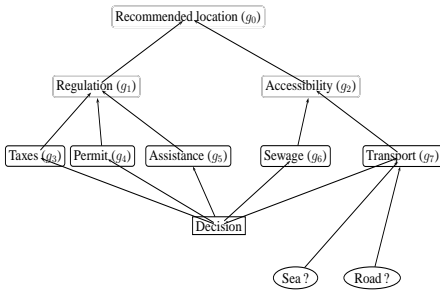 Recommended location (g₀)
Regulation (g₁) Accessibility (g₂)
Taxes (g₃) Permit (g₄) Assistance (g₅) Sewage (g₆) Transport (g₇)
Decision
Sea ? Road ?